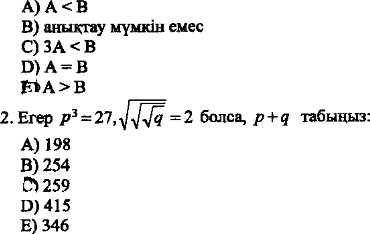 A) A < B
B) анықтау мүмкін емес
C) 3A < B
D) A = B
E) A > B
2. Егер p³ = 27, √√√q = 2 болса, p + q табыңыз:
A) 198
B) 254
C) 259
D) 415
E) 346